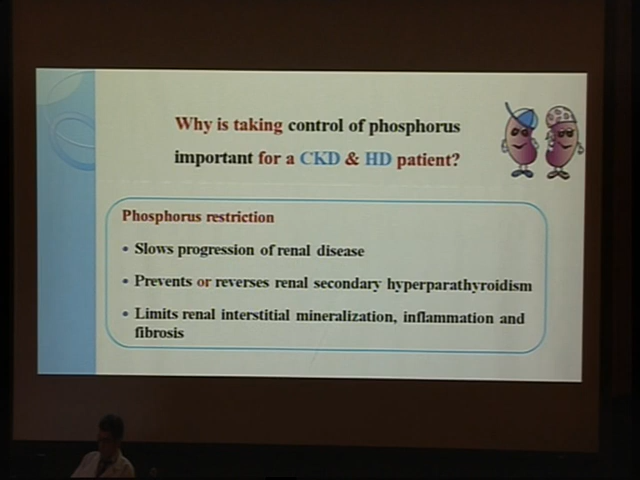 Why is taking control of phosphorus
important for a CKD & HD patient?
Phosphorus restriction
• Slows progression of renal disease
• Prevents or reverses renal secondary hyperparathyroidism
• Limits renal interstitial mineralization, inflammation and
fibrosis